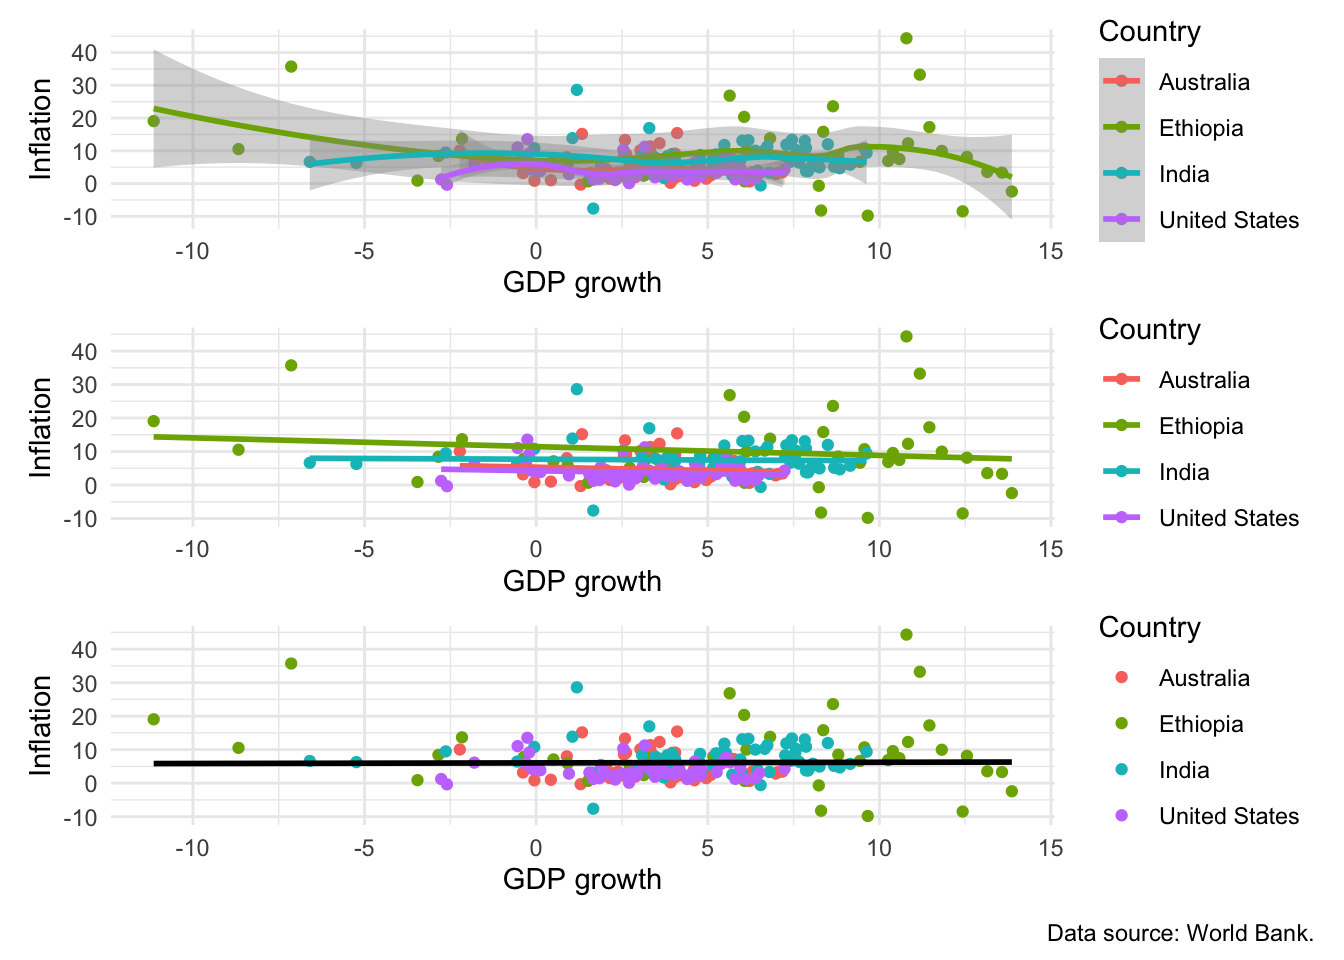 Country
Australia
Ethiopia
India
United States
Inflation
40
30
20
10
0
-10
-10 -5 0 5 10 15
GDP growth
Country
Australia
Ethiopia
India
United States
Inflation
40
30
20
10
0
-10
-10 -5 0 5 10 15
GDP growth
Country
Australia
Ethiopia
India
United States
Inflation
40
30
20
10
0
-10
-10 -5 0 5 10 15
GDP growth
Data source: World Bank.